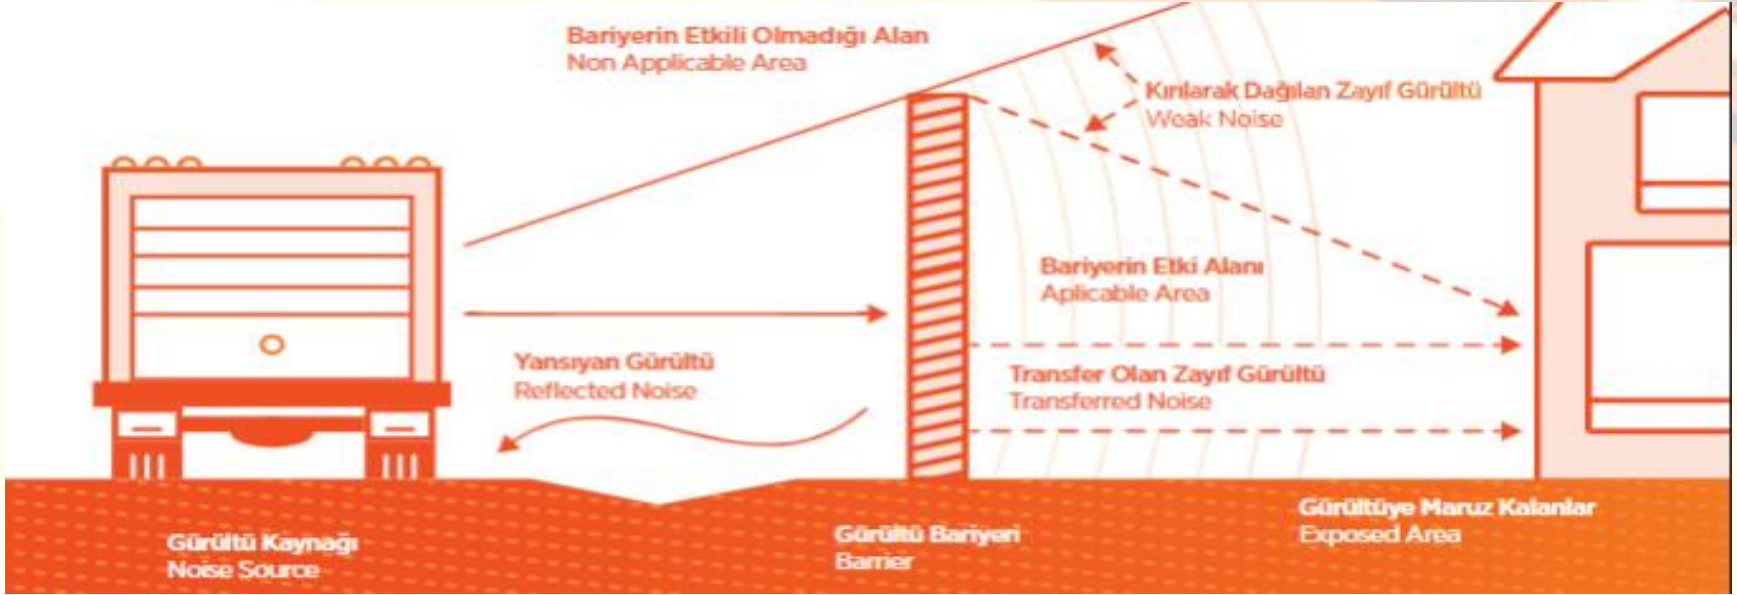 Bariyerin Etkili Olmadığı Alan
Non Applicable Area
Kırılarak Dağılan Zayıf Gürültü
Weak Noise
Bariyerin Etki Alanı
Aplicable Area
Yansıyan Gürültü
Reflected Noise
Transfer Olan Zayıf Gürültü
Transferred Noise
Gürültü Kaynağı
Noise Source
Gürültü Bariyeri
Barrier
Gürültüye Maruz Kalanlar
Exposed Area